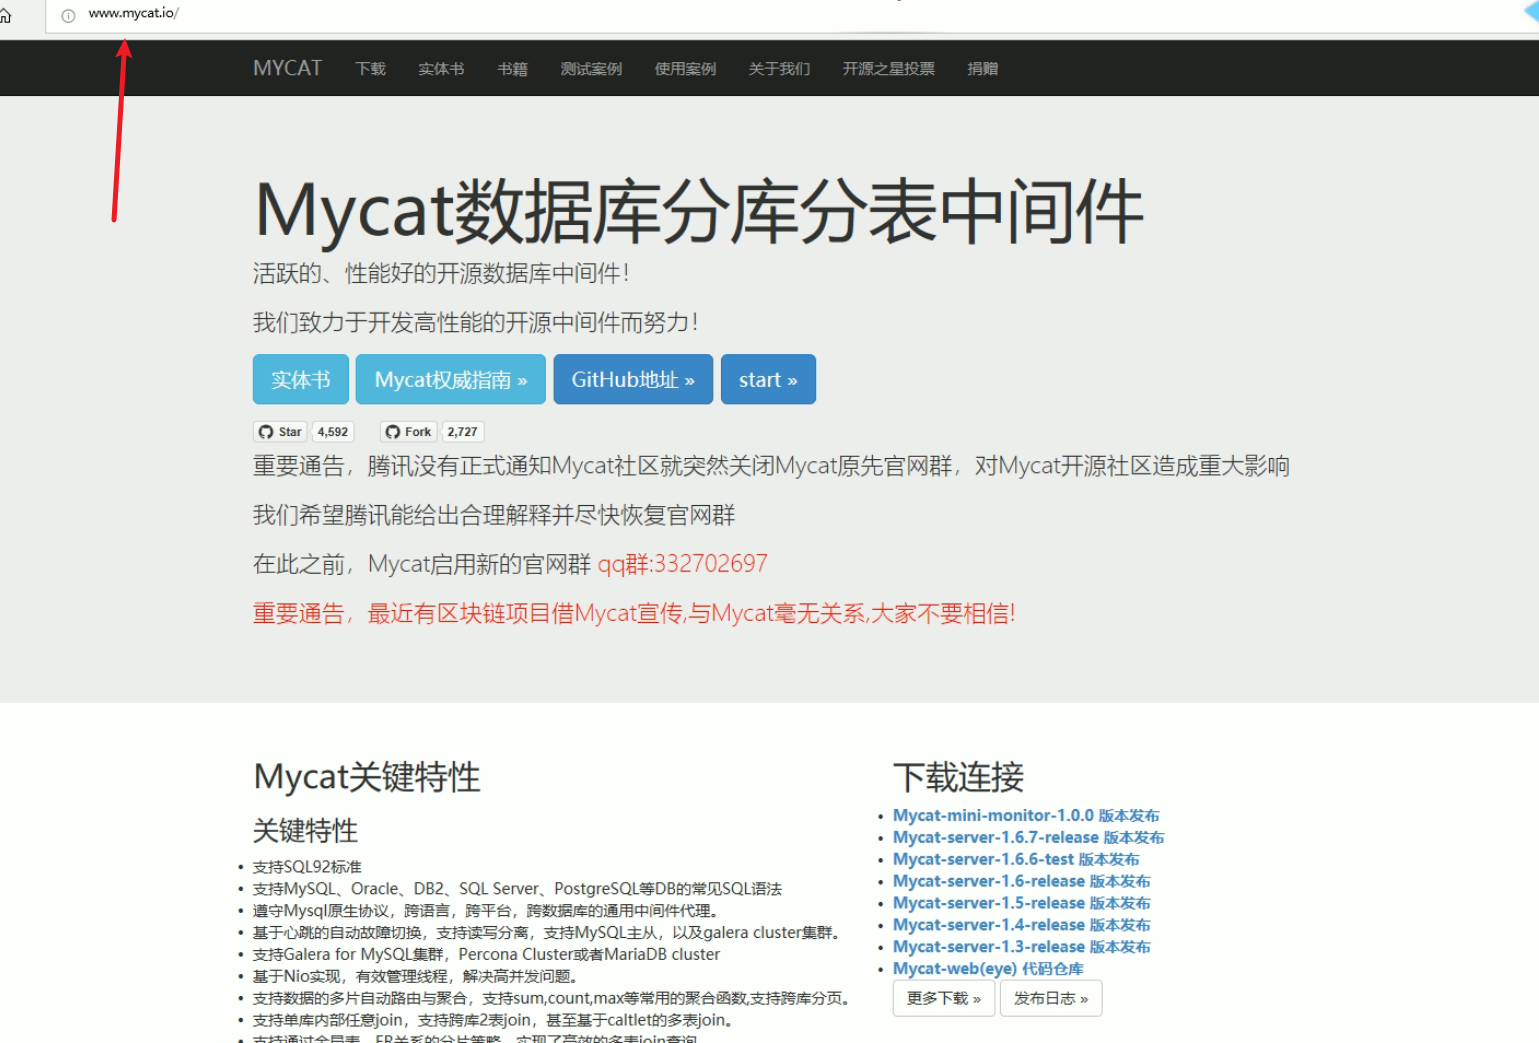 www.mycat.io/
MYCAT 下载 实体书 书籍 测试案例 使用案例 关于我们 开源之星投票 捐赠
Mycat数据库分库分表中间件
活跃的、性能好的开源数据库中间件！
我们致力于开发高性能的开源中间件而努力！
实体书 Mycat权威指南 » GitHub地址 » start »
Star 4,592 Fork 2,727
重要通告，腾讯没有正式通知Mycat社区就突然关闭Mycat原先官网群，对Mycat开源社区造成重大影响
我们希望腾讯能给出合理解释并尽快恢复官网群
在此之前，Mycat启用新的官网群 qq群:332702697
重要通告，最近有区块链项目借Mycat宣传,与Mycat毫无关系,大家不要相信!
Mycat关键特性
关键特性
• 支持SQL92标准
• 支持MySQL、Oracle、DB2、SQL Server、PostgreSQL等DB的常见SQL语法
• 遵守Mysql原生协议，跨语言，跨平台，跨数据库的通用中间件代理。
• 基于心跳的自动故障切换，支持读写分离，支持MySQL主从，以及galera cluster集群。
• 支持Galera for MySQL集群，Percona Cluster或者MariaDB cluster
• 基于Nio实现，有效管理线程，解决高并发问题。
• 支持数据的多片自动路由与聚合，支持sum,count,max等常用的聚合函数,支持跨库分页。
• 支持单库内部任意join，支持跨库2表join，甚至基于caltlet的多表join。
• 支持通过全局表，ER关系的分片策略，实现了高效的多表join查询
下载连接
• Mycat-mini-monitor-1.0.0 版本发布
• Mycat-server-1.6.7-release 版本发布
• Mycat-server-1.6.6-test 版本发布
• Mycat-server-1.6-release 版本发布
• Mycat-server-1.5-release 版本发布
• Mycat-server-1.4-release 版本发布
• Mycat-server-1.3-release 版本发布
• Mycat-web(eye) 代码仓库
更多下载 » 发布日志 »